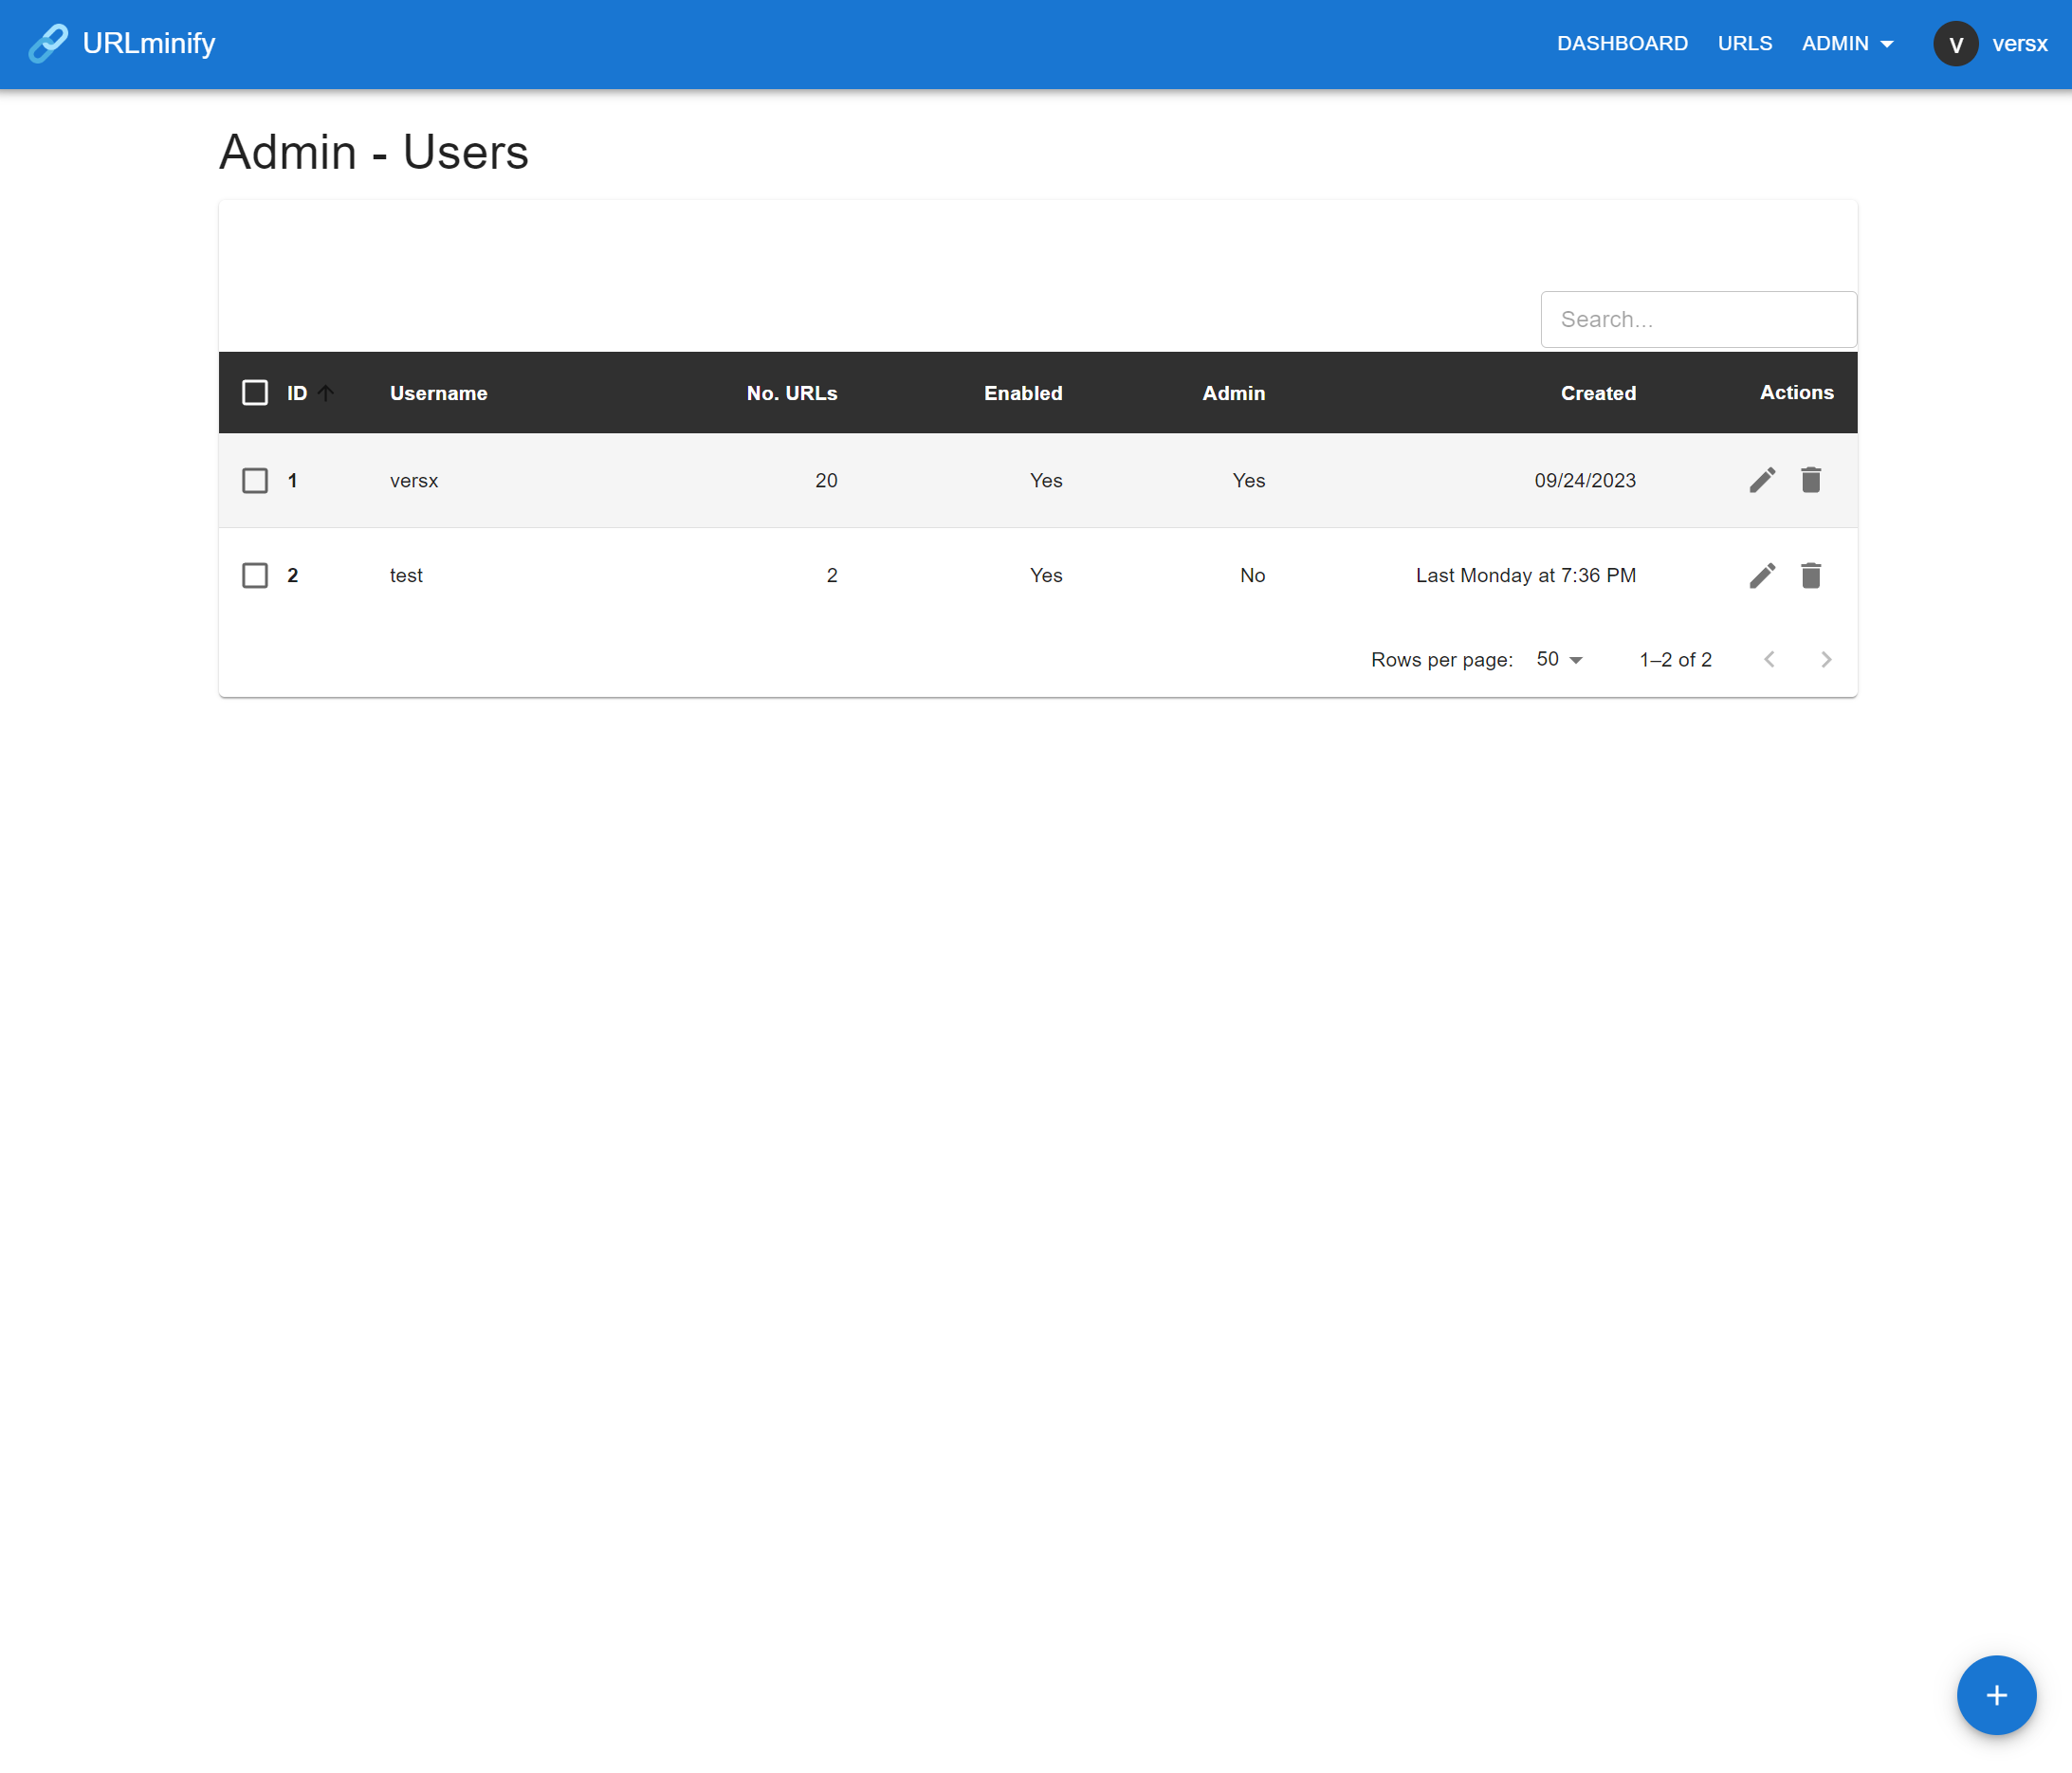 URLminify DASHBOARD URLS ADMIN V versx
Admin - Users
Search...
ID Username No. URLs Enabled Admin Created Actions
1 versx 20 Yes Yes 09/24/2023
2 test 2 Yes No Last Monday at 7:36 PM
Rows per page: 50 1–2 of 2